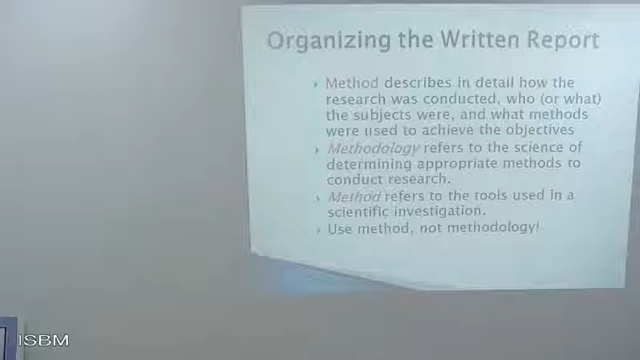 Organizing the Written Report
Method describes in detail how the
research was conducted, who (or what)
the subjects were, and what methods
were used to achieve the objectives
Methodology refers to the science of
determining appropriate methods to
conduct research.
Method refers to the tools used in a
scientific investigation.
Use method, not methodology!
ISBM